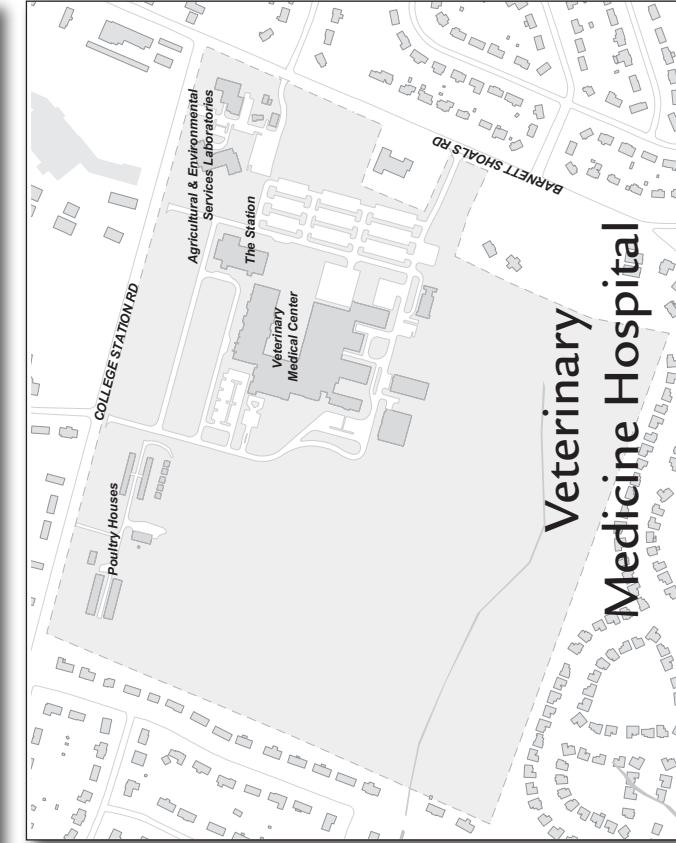 COLLEGE STATION RD
Poultry Houses
Agricultural & Environmental
Services Laboratories
The Station
Veterinary
Medical Center
BARNETT SHOALS RD
Veterinary
Medicine Hospital